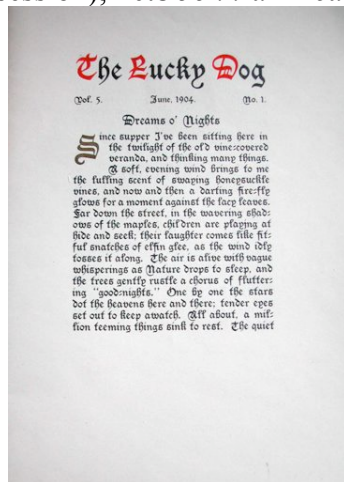 The Lucky Dog
Vol. 5. June, 1904. No. 1.
Dreams o' Nights
Since supper I've been sitting here in
the twilight of the old vine-covered
veranda, and thinking many things.
A soft, evening wind brings to me
the lulling scent of swaying honeysuckle
vines, and now and then a darting fire-fly
glows for a moment against the lacy leaves.
Far down the street, in the wavering shad-
ows of the maples, children are playing at
hide and seek; their laughter comes like fit-
ful snatches of elfin glee, as the wind idly
tosses it along. The air is alive with vague
whisperings as Nature drops to sleep, and
the trees gently rustle a chorus of flutter-
ing "good-nights." One by one the stars
dot the heavens here and there; tender eyes
set out to keep awatch. All about, a mil-
lion teeming things sink to rest. The quiet